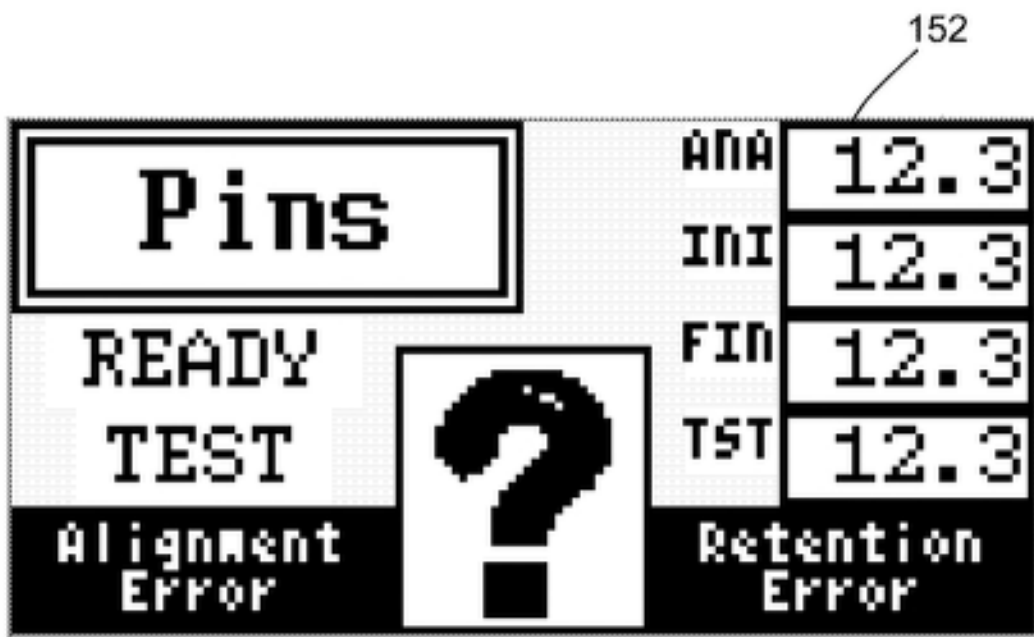 152
Pins
ANA 12.3
INI 12.3
READY
FIN 12.3
TEST
TST 12.3
?
Alignment
Error
Retention
Error